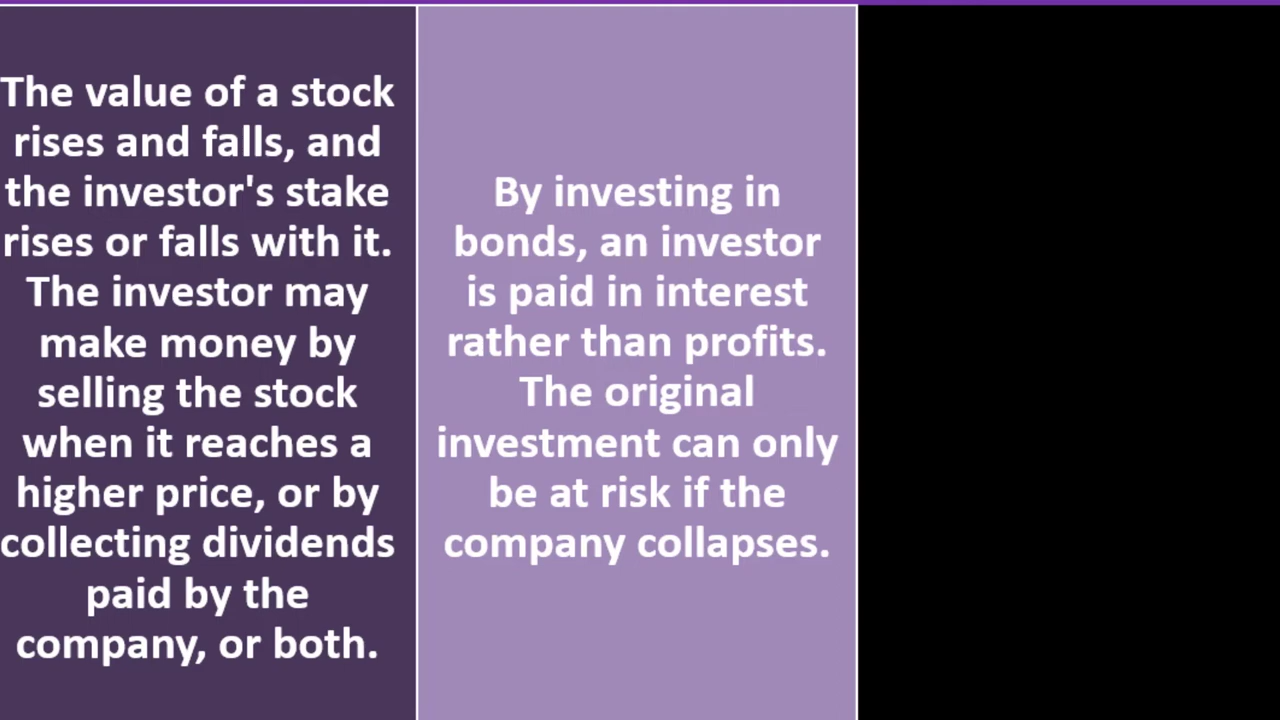 The value of a stock
rises and falls, and
the investor's stake
rises or falls with it.
The investor may
make money by
selling the stock
when it reaches a
higher price, or by
collecting dividends
paid by the
company, or both.
By investing in
bonds, an investor
is paid in interest
rather than profits.
The original
investment can only
be at risk if the
company collapses.